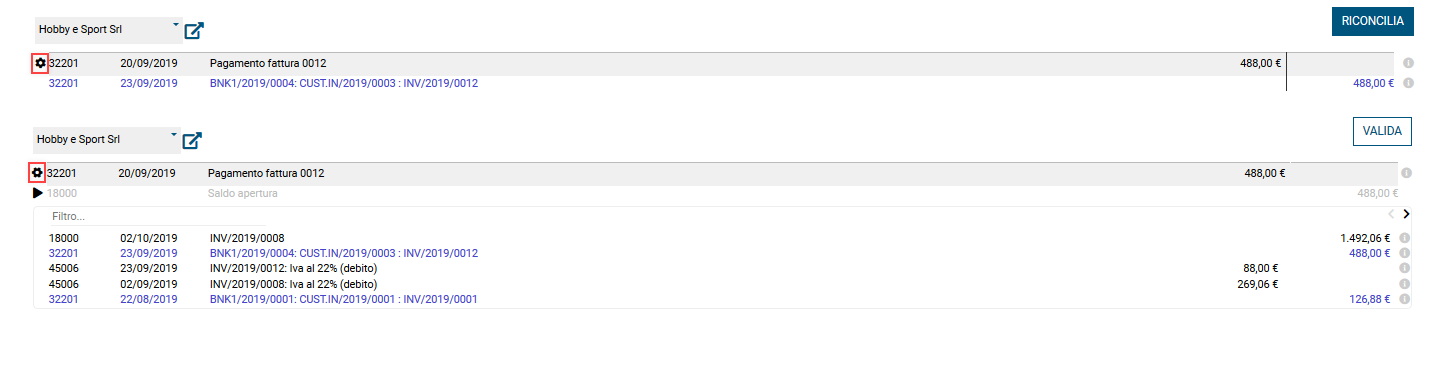 Hobby e Sport Srl RICONCILIA
32201 20/09/2019 Pagamento fattura 0012 488,00 €
32201 23/09/2019 BNK1/2019/0004: CUST.IN/2019/0003 : INV/2019/0012 488,00 €
Hobby e Sport Srl VALIDA
32201 20/09/2019 Pagamento fattura 0012 488,00 €
18000 Saldo apertura 488,00 €
Filtro...
18000 02/10/2019 INV/2019/0008 1.492,06 €
32201 23/09/2019 BNK1/2019/0004: CUST.IN/2019/0003 : INV/2019/0012 488,00 €
45006 23/09/2019 INV/2019/0012: Iva al 22% (debito) 88,00 €
45006 02/09/2019 INV/2019/0008: Iva al 22% (debito) 269,06 €
32201 22/08/2019 BNK1/2019/0001: CUST.IN/2019/0001 : INV/2019/0001 126,88 €